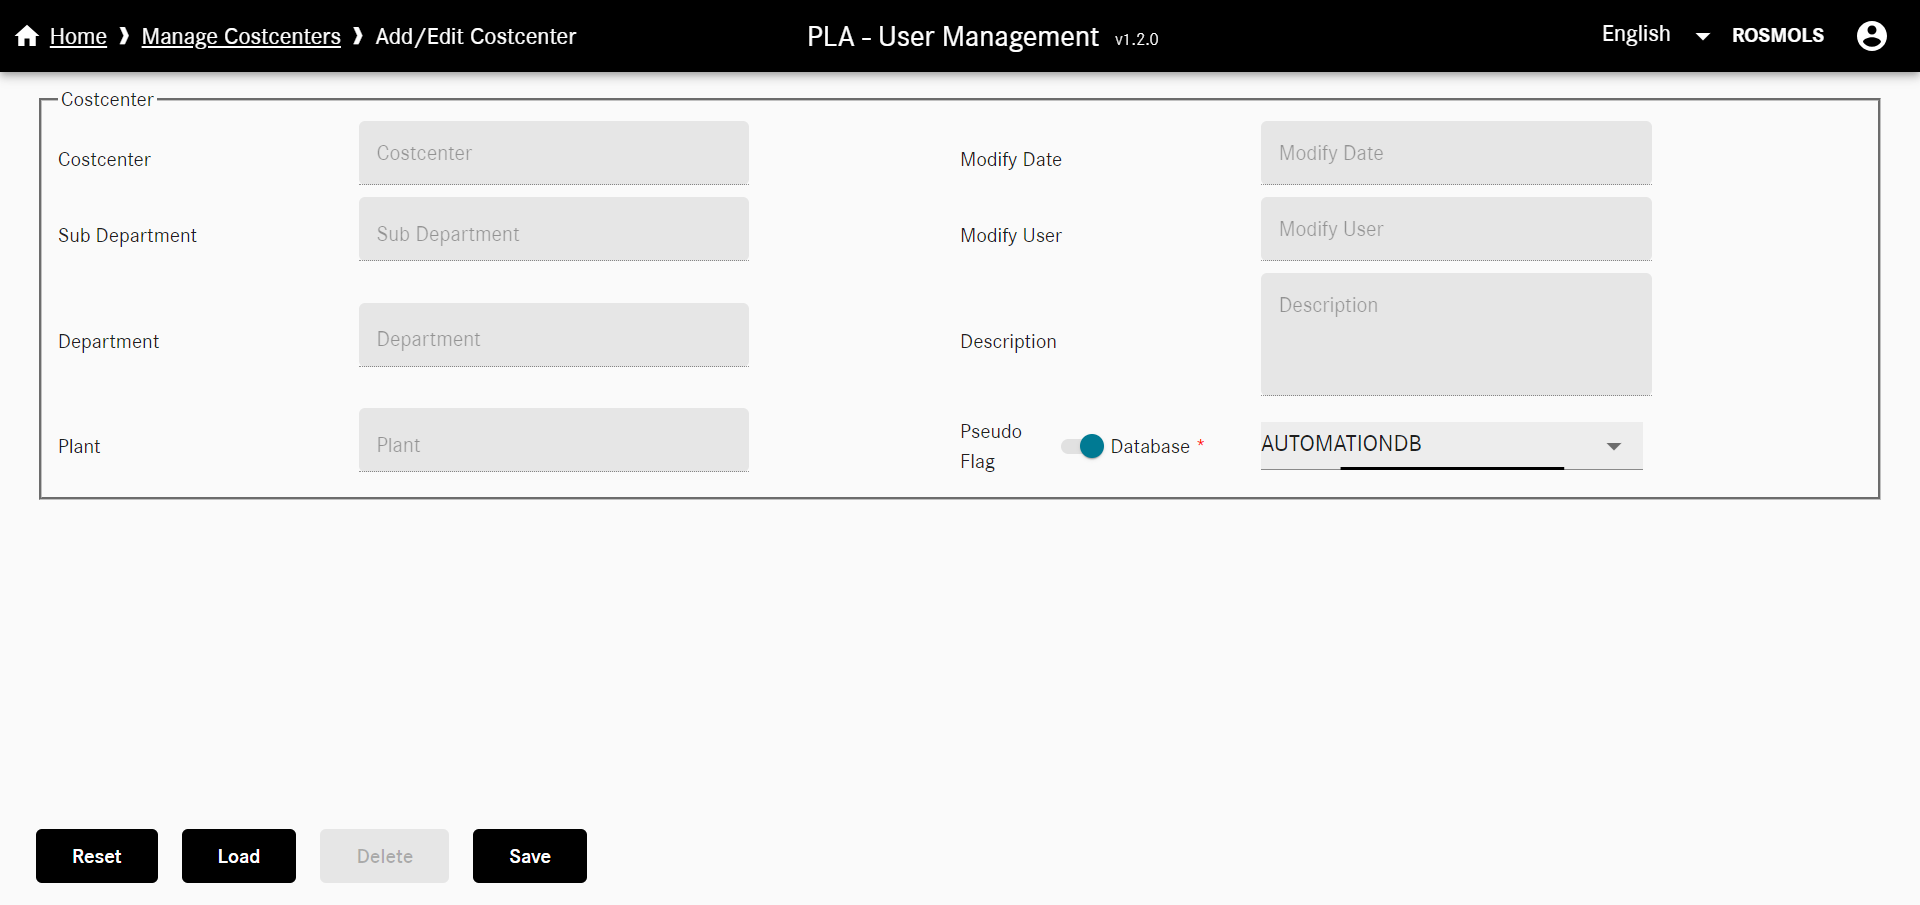 Home ❱ Manage Costcenters ❱ Add/Edit Costcenter
PLA - User Management v1.2.0
English
ROSMOLS
Costcenter
Costcenter
Costcenter
Modify Date
Modify Date
Sub Department
Sub Department
Modify User
Modify User
Department
Department
Description
Description
Plant
Plant
Pseudo
Flag
Database *
AUTOMATIONDB
Reset
Load
Delete
Save